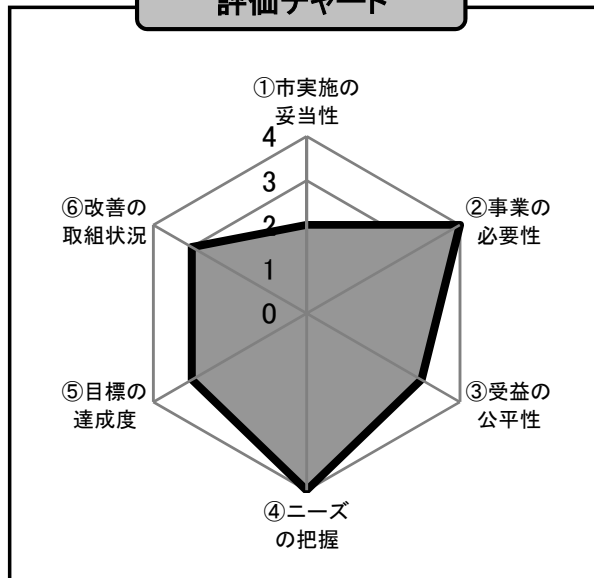 評価チャート
①市実施の
妥当性
4
3
2
1
0
②事業の
必要性
③受益の
公平性
④ニーズ
の把握
⑤目標の
達成度
⑥改善の
取組状況